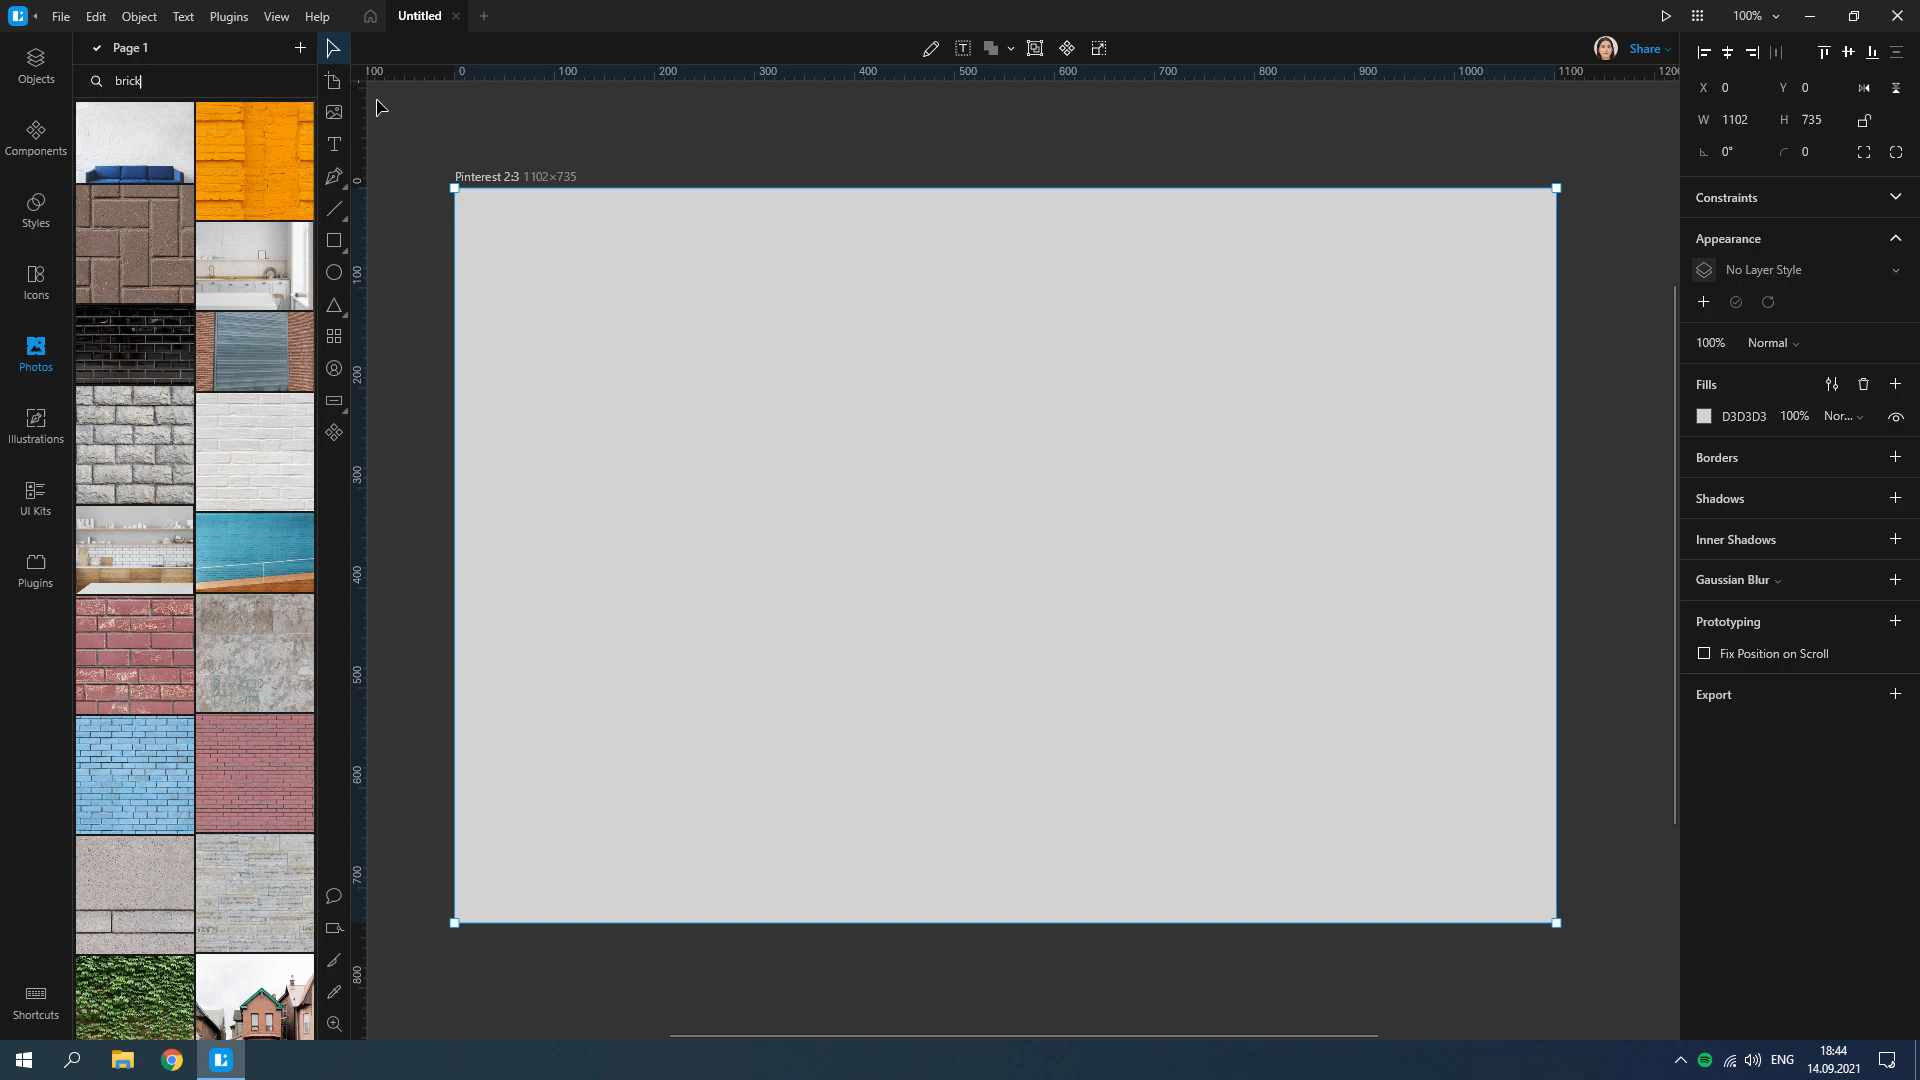 File Edit Object Text Plugins View Help
Untitled
100%
Page 1
Share
brick
Objects
Components
Styles
Icons
Photos
Illustrations
UI Kits
Plugins
Shortcuts
100 0 100 200 300 400 500 600 700 800 900 1000 1100 1200
0
100
200
300
400
500
600
700
800
Pinterest 2:3 1102×735
X 0 Y 0
W 1102 H 735
0° 0
Constraints
Appearance
No Layer Style
100% Normal
Fills
D3D3D3 100% Nor...
Borders
Shadows
Inner Shadows
Gaussian Blur
Prototyping
Fix Position on Scroll
Export
ENG
18:44
14.09.2021